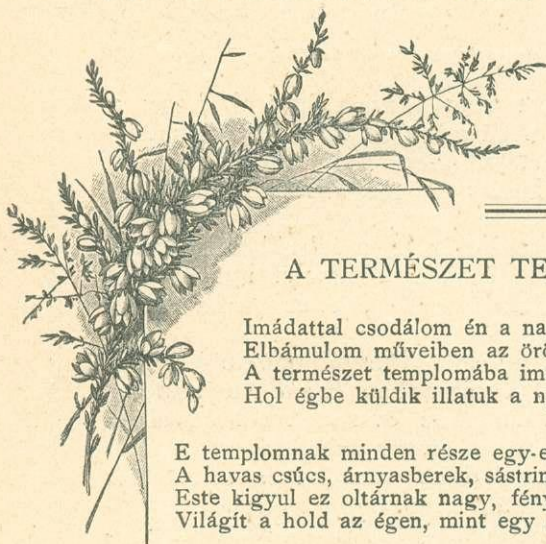 A TERMÉSZET TE
Imádattal csodálom én a na
Elbámulom műveiben az örö
A természet templomába im
Hol égbe küldik illatuk a n
E templomnak minden része egy-e
A havas csúcs, árnyasberek, sástrin
Este kigyul ez oltárnak nagy, fény
Világít a hold az égen, mint egy